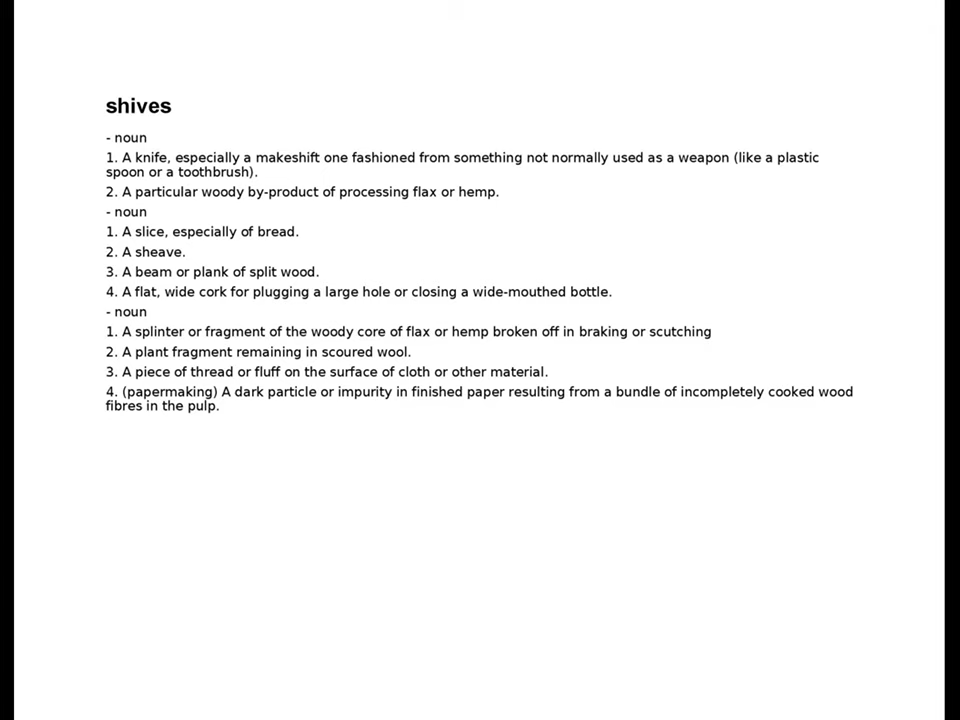 shives
- noun
1. A knife, especially a makeshift one fashioned from something not normally used as a weapon (like a plastic
spoon or a toothbrush).
2. A particular woody by-product of processing flax or hemp.
- noun
1. A slice, especially of bread.
2. A sheave.
3. A beam or plank of split wood.
4. A flat, wide cork for plugging a large hole or closing a wide-mouthed bottle.
- noun
1. A splinter or fragment of the woody core of flax or hemp broken off in braking or scutching
2. A plant fragment remaining in scoured wool.
3. A piece of thread or fluff on the surface of cloth or other material.
4. (papermaking) A dark particle or impurity in finished paper resulting from a bundle of incompletely cooked wood
fibres in the pulp.